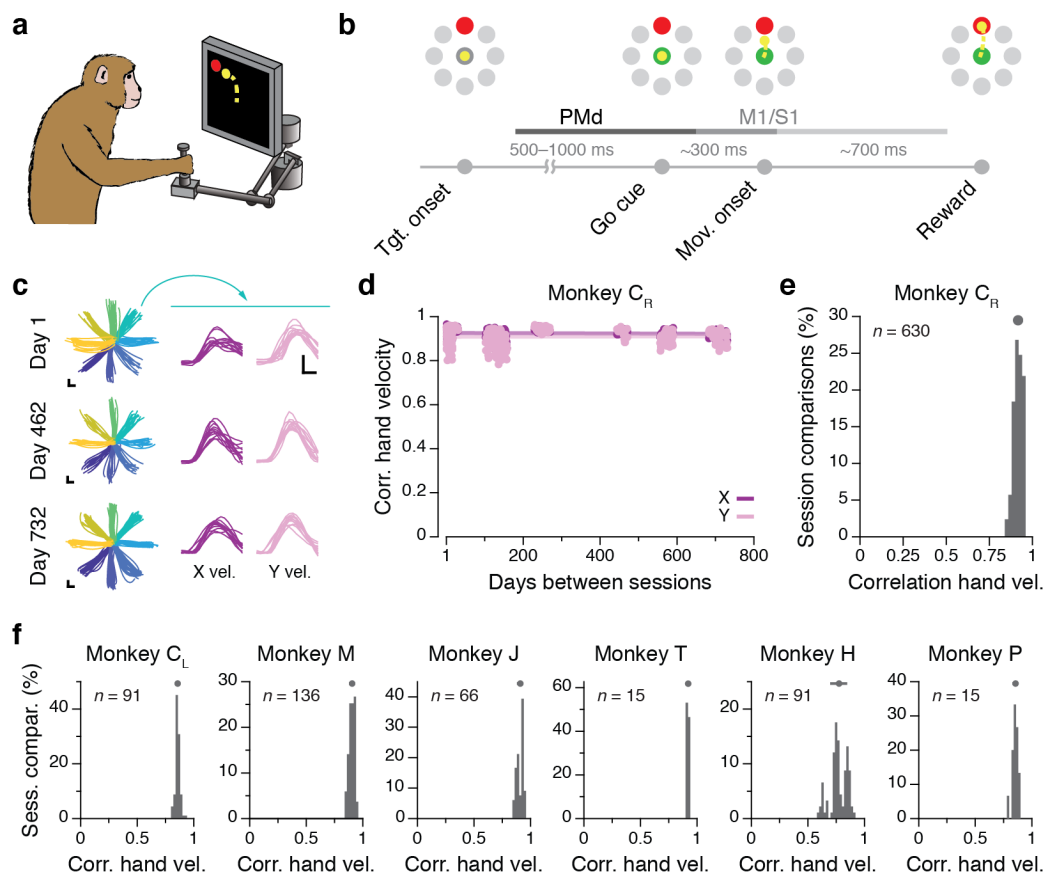 a
b
PMd
M1/S1
500–1000 ms
~300 ms
~700 ms
Tgt. onset
Go cue
Mov. onset
Reward
c
Day 1
Day 462
Day 732
X vel.
Y vel.
d
Monkey CR
Corr. hand velocity
1
0.8
0.6
0.4
0.2
0
1
200
400
600
800
X
Y
Days between sessions
e
Monkey CR
n = 630
Session comparisons (%)
30
25
20
15
10
5
0
0
0.25
0.75
1
Correlation hand vel.
f
Monkey CL
n = 91
Sess. compar. (%)
40
20
0
0
0.5
1
Corr. hand vel.
Monkey M
n = 136
30
20
10
0
0
0.5
1
Corr. hand vel.
Monkey J
n = 66
40
30
20
10
0
0
0.5
1
Corr. hand vel.
Monkey T
n = 15
60
50
40
30
20
10
0
0
0.5
1
Corr. hand vel.
Monkey H
n = 91
20
10
0
0
0.5
1
Corr. hand vel.
Monkey P
n = 15
40
30
20
10
0
0
0.5
1
Corr. hand vel.